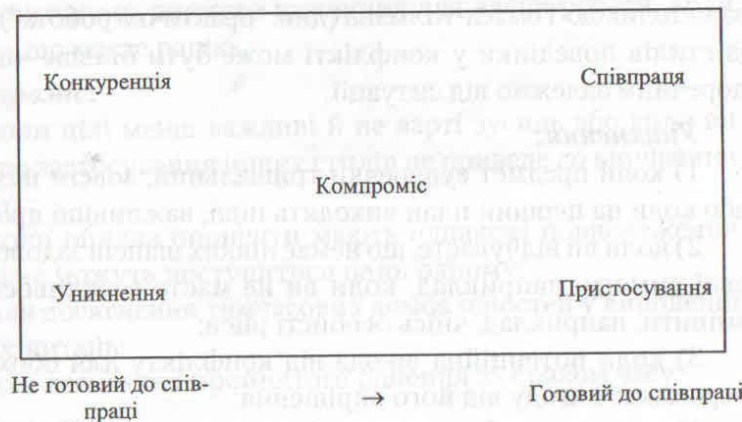 Конкуренція
Співпраця
Компроміс
Уникнення
Пристосування
Не готовий до спів-
праці
→
Готовий до співпраці